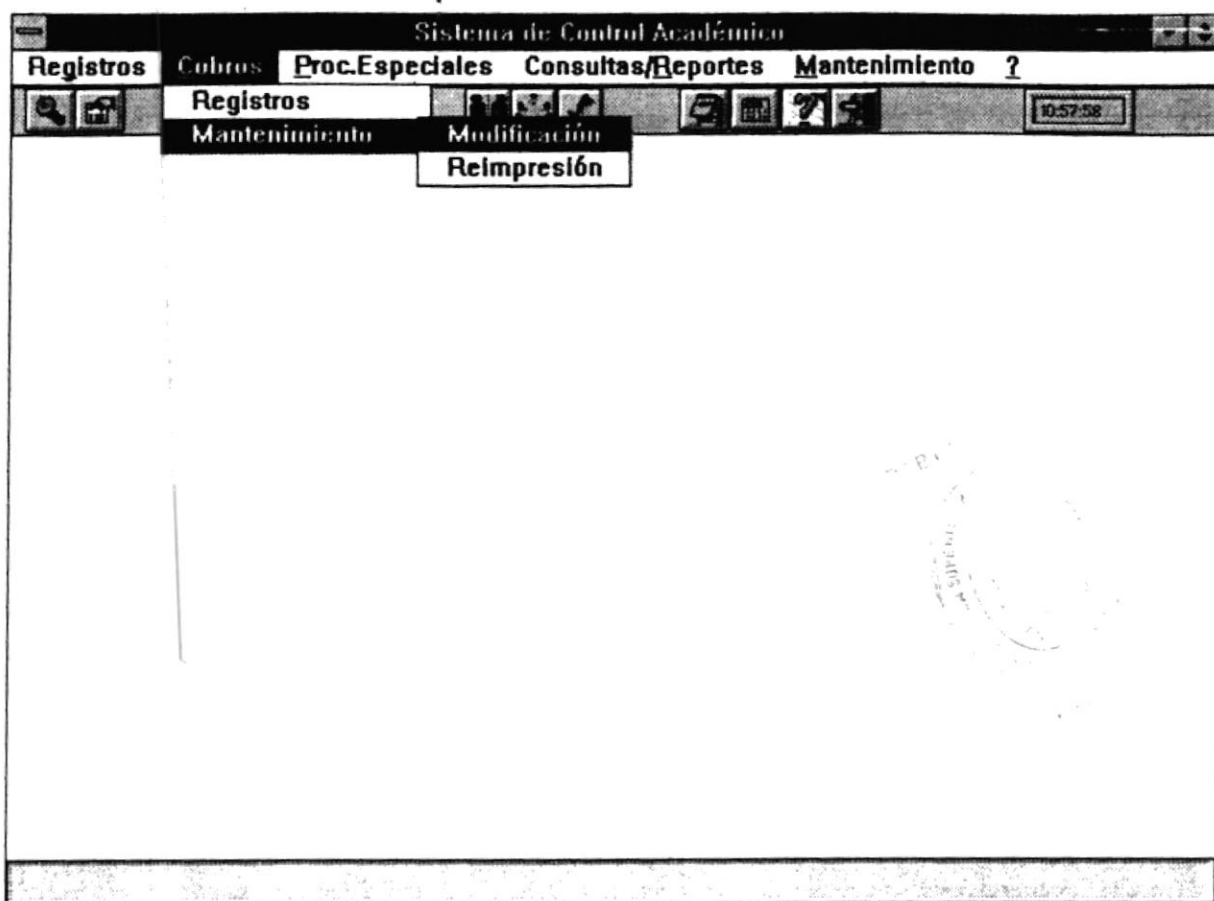 Sistema de Control Académico
Registros Cobros Proc.Especiales Consultas/Reportes Mantenimiento ?
10:57:58
Registros
Mantenimiento Modificación
Reimpresión